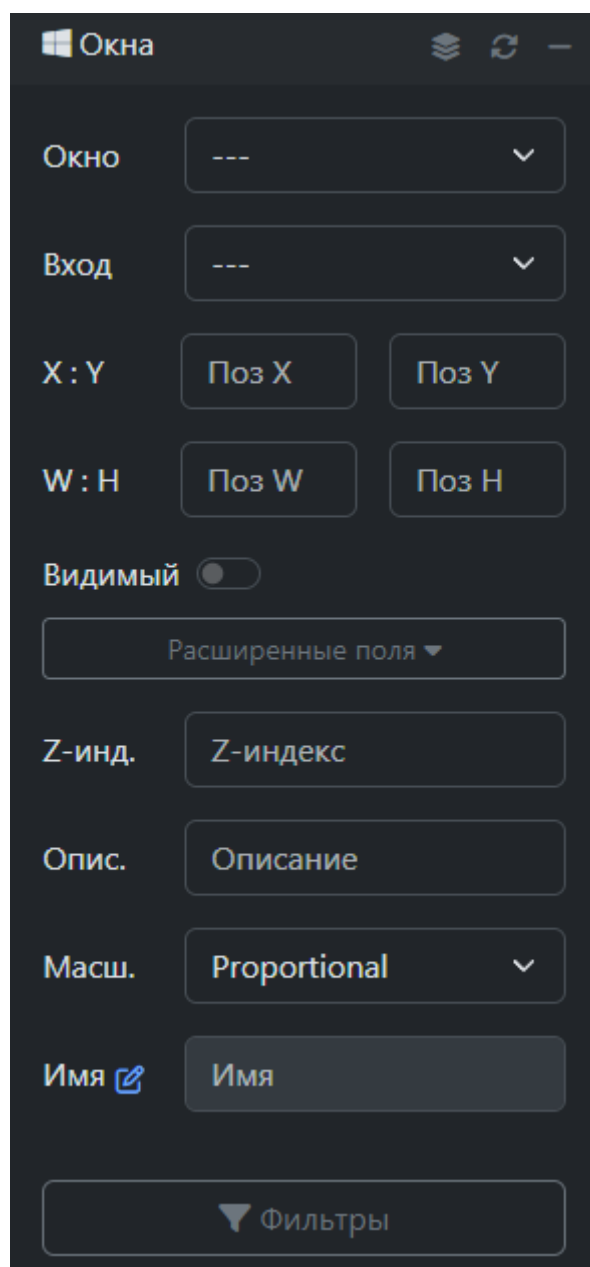 Окна
Окно ---
Вход ---
X : Y Поз X Поз Y
W : H Поз W Поз H
Видимый
Расширенные поля
Z-инд. Z-индекс
Опис. Описание
Масш. Proportional
Имя Имя
Фильтры